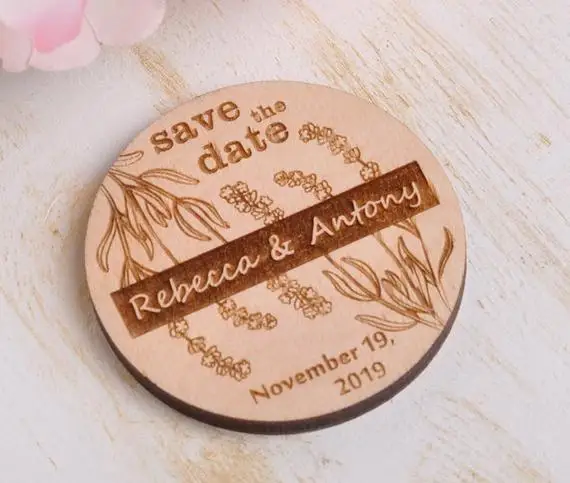 save the
date
Rebecca & Antony
November 19,
2019